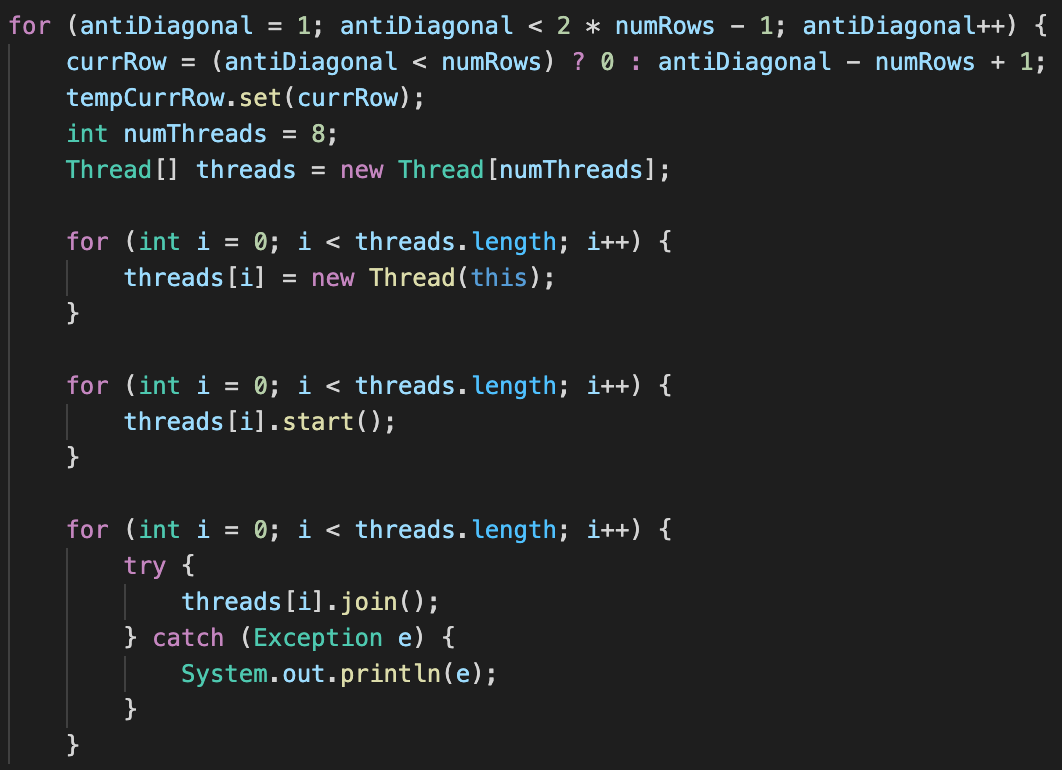 for (antiDiagonal = 1; antiDiagonal < 2 * numRows - 1; antiDiagonal++) {
currRow = (antiDiagonal < numRows) ? 0 : antiDiagonal - numRows + 1;
tempCurrRow.set(currRow);
int numThreads = 8;
Thread[] threads = new Thread[numThreads];
for (int i = 0; i < threads.length; i++) {
threads[i] = new Thread(this);
}
for (int i = 0; i < threads.length; i++) {
threads[i].start();
}
for (int i = 0; i < threads.length; i++) {
try {
threads[i].join();
} catch (Exception e) {
System.out.println(e);
}
}